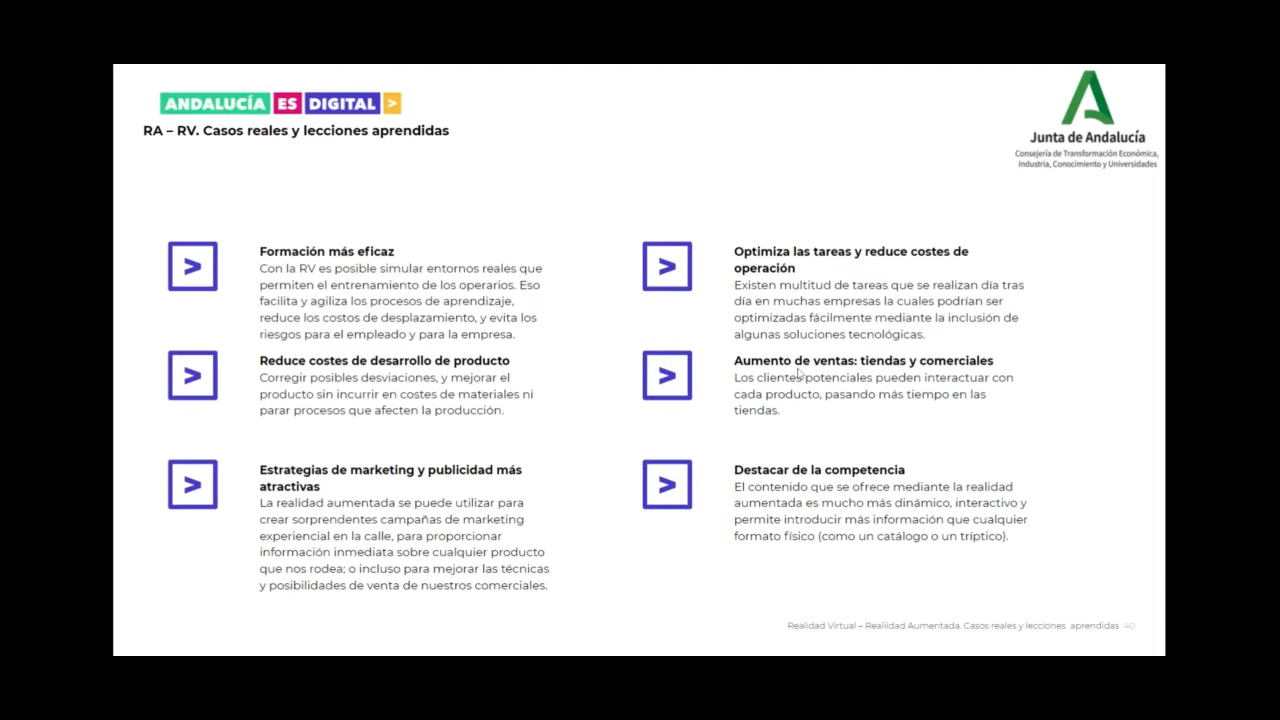 ANDALUCÍA ES DIGITAL >
RA – RV. Casos reales y lecciones aprendidas
Junta de Andalucía
Consejería de Transformación Económica,
Industria, Conocimiento y Universidades
>
Formación más eficaz
Con la RV es posible simular entornos reales que
permiten el entrenamiento de los operarios. Eso
facilita y agiliza los procesos de aprendizaje,
reduce los costos de desplazamiento, y evita los
riesgos para el empleado y para la empresa.
>
Reduce costes de desarrollo de producto
Corregir posibles desviaciones, y mejorar el
producto sin incurrir en costes de materiales ni
parar procesos que afecten la producción.
>
Estrategias de marketing y publicidad más
atractivas
La realidad aumentada se puede utilizar para
crear sorprendentes campañas de marketing
experiencial en la calle, para proporcionar
información inmediata sobre cualquier producto
que nos rodea; o incluso para mejorar las técnicas
y posibilidades de venta de nuestros comerciales.
>
Optimiza las tareas y reduce costes de
operación
Existen multitud de tareas que se realizan día tras
día en muchas empresas la cuales podrían ser
optimizadas fácilmente mediante la inclusión de
algunas soluciones tecnológicas.
>
Aumento de ventas: tiendas y comerciales
Los clientes potenciales pueden interactuar con
cada producto, pasando más tiempo en las
tiendas.
>
Destacar de la competencia
El contenido que se ofrece mediante la realidad
aumentada es mucho más dinámico, interactivo y
permite introducir más información que cualquier
formato físico (como un catálogo o un tríptico).
Realidad Virtual – Realiidad Aumentada. Casos reales y lecciones aprendidas 40